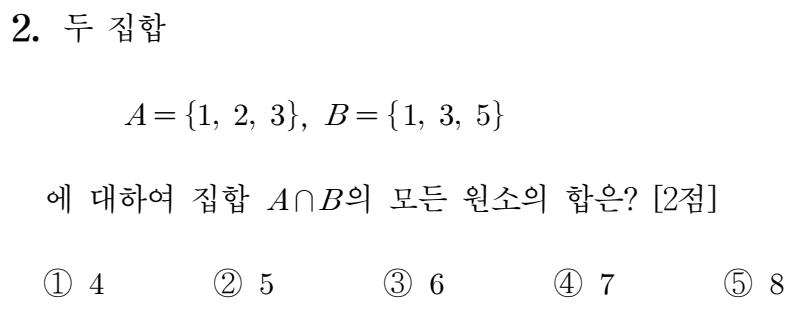 2. 두 집합
A={1, 2, 3}, B={1, 3, 5}
에 대하여 집합 A∩B의 모든 원소의 합은? [2점]
① 4 ② 5 ③ 6 ④ 7 ⑤ 8